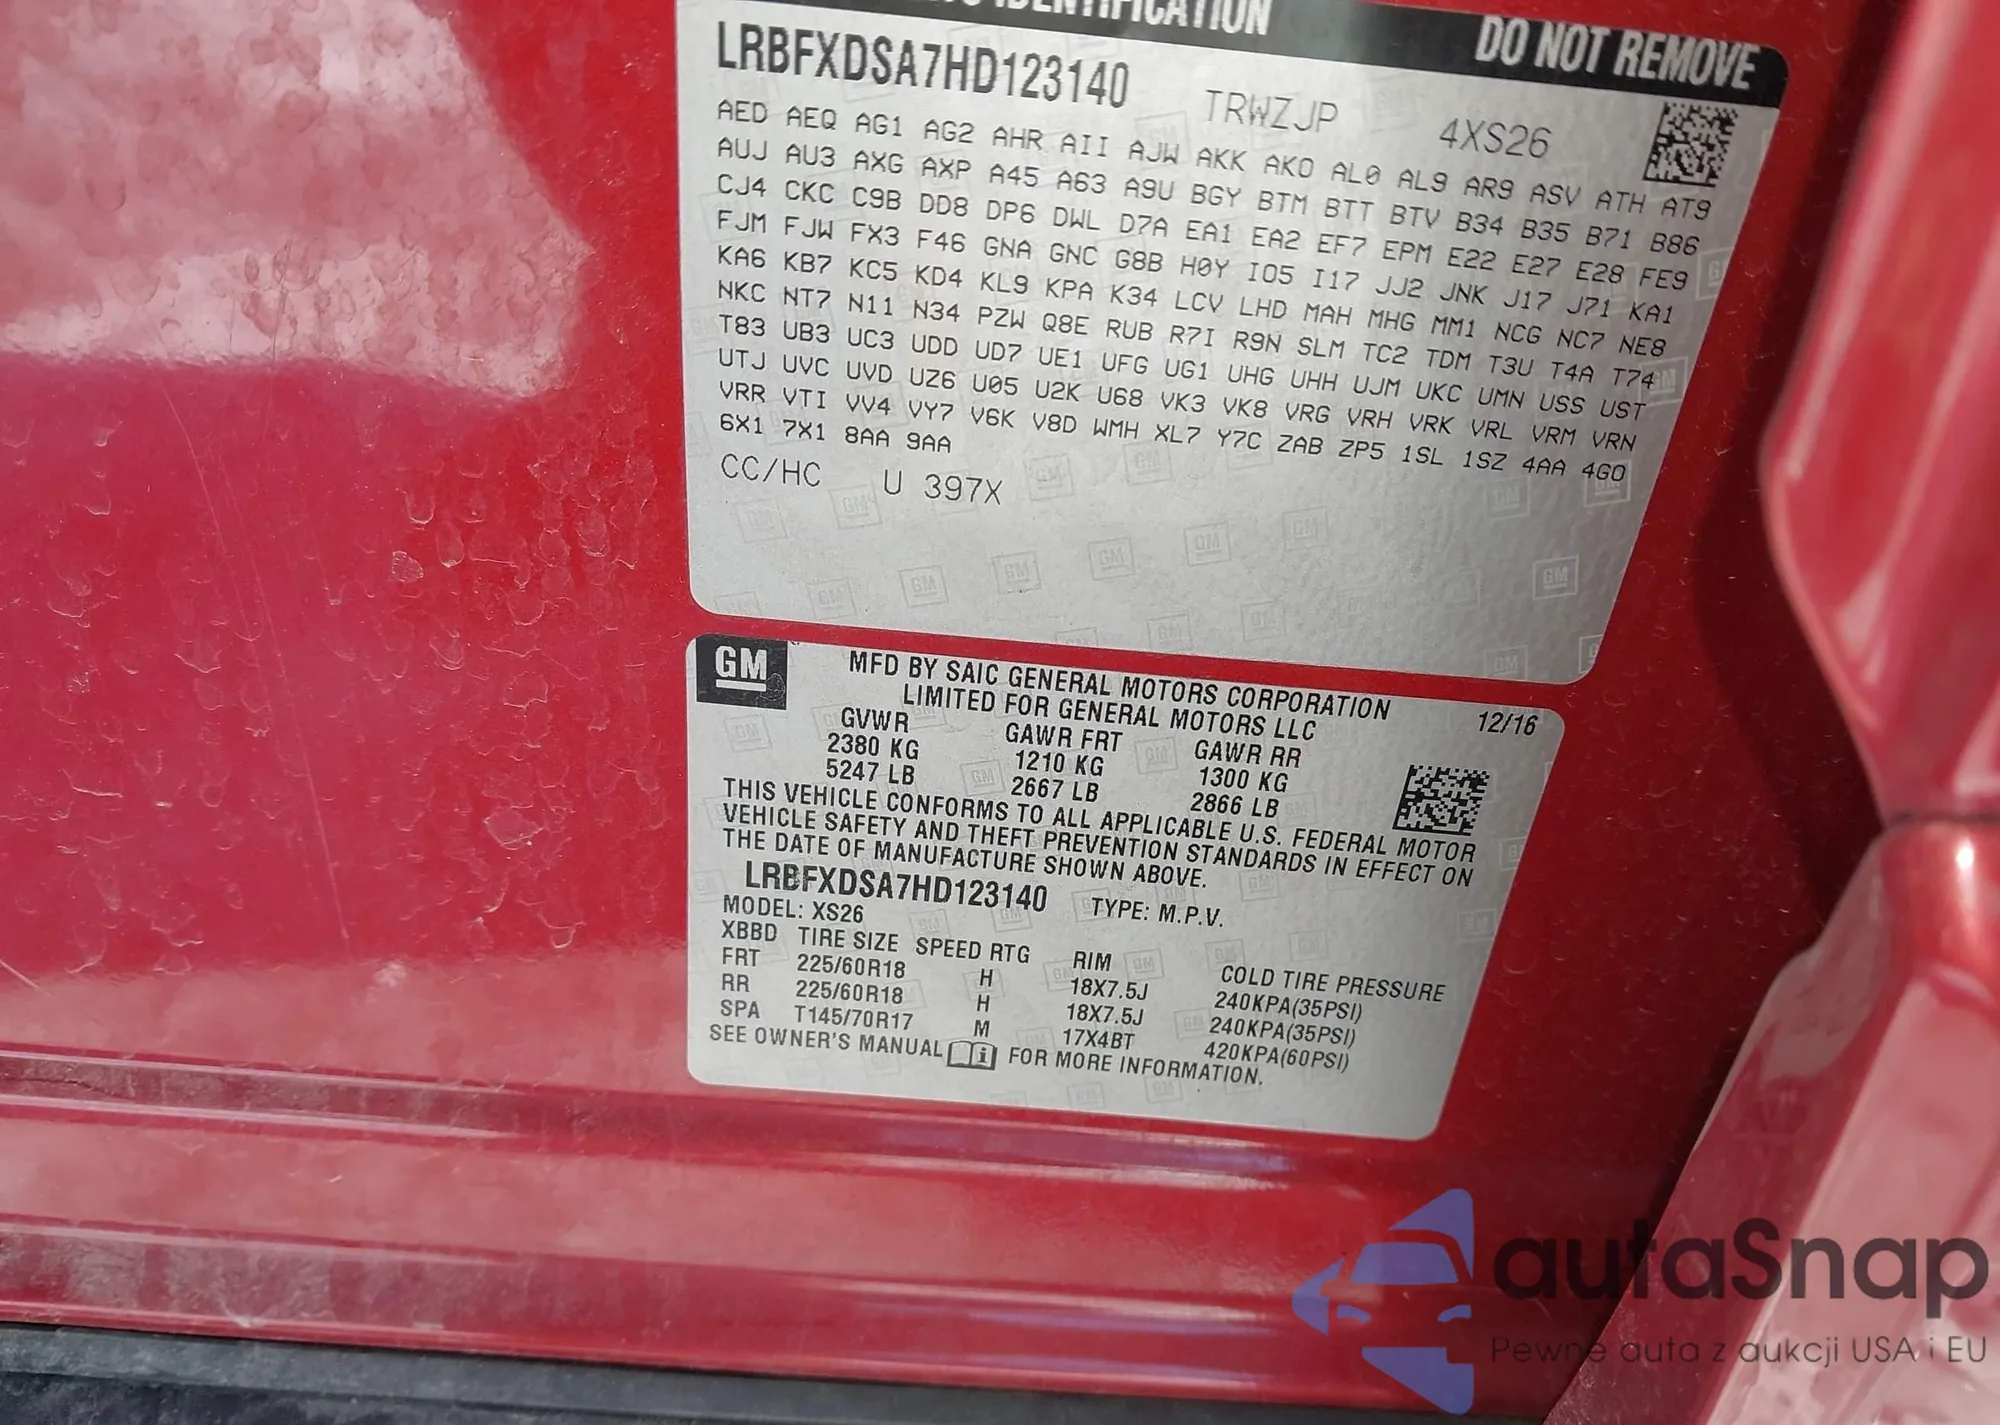 IDENTIFICATION
DO NOT REMOVE
LRBFXDSA7HD123140 TRWZJP 4XS26
AED AEQ AG1 AG2 AHR AII AJW AKK AKO AL0 AL9 AR9 ASV ATH AT9
AUJ AU3 AXG AXP A45 A63 A9U BGY BTM BTT BTV B34 B35 B71 B86
CJ4 CKC C9B DD8 DP6 DWL D7A EA1 EA2 EF7 EPM E22 E27 E28 FE9
FJM FJW FX3 F46 GNA GNC G8B H0Y IO5 I17 JJ2 JNK J17 J71 KA1
KA6 KB7 KC5 KD4 KL9 KPA K34 LCV LHD MAH MHG MM1 NCG NC7 NE8
NKC NT7 N11 N34 PZW Q8E RUB R7I R9N SLM TC2 TDM T3U T4A T74
T83 UB3 UC3 UDD UD7 UE1 UFG UG1 UHG UHH UJM UKC UMN USS UST
UTJ UVC UVD UZ6 U05 U2K U68 VK3 VK8 VRG VRH VRK VRL VRM VRN
VRR VTI VV4 VY7 V6K V8D WMH XL7 Y7C ZAB ZP5 1SL 1SZ 4AA 4GO
6X1 7X1 8AA 9AA
CC/HC U 397X
GM
MFD BY SAIC GENERAL MOTORS CORPORATION
LIMITED FOR GENERAL MOTORS LLC 12/16
GVWR GAWR FRT GAWR RR
2380 KG 1210 KG 1300 KG
5247 LB 2667 LB 2866 LB
THIS VEHICLE CONFORMS TO ALL APPLICABLE U.S. FEDERAL MOTOR
VEHICLE SAFETY AND THEFT PREVENTION STANDARDS IN EFFECT ON
THE DATE OF MANUFACTURE SHOWN ABOVE.
LRBFXDSA7HD123140 TYPE: M.P.V.
MODEL: XS26
XBBD TIRE SIZE SPEED RTG RIM COLD TIRE PRESSURE
FRT 225/60R18 H 18X7.5J 240KPA(35PSI)
RR 225/60R18 H 18X7.5J 240KPA(35PSI)
SPA T145/70R17 M 17X4BT 420KPA(60PSI)
SEE OWNER'S MANUAL FOR MORE INFORMATION.
autaSnap
Pewne auta z aukcji USA i EU